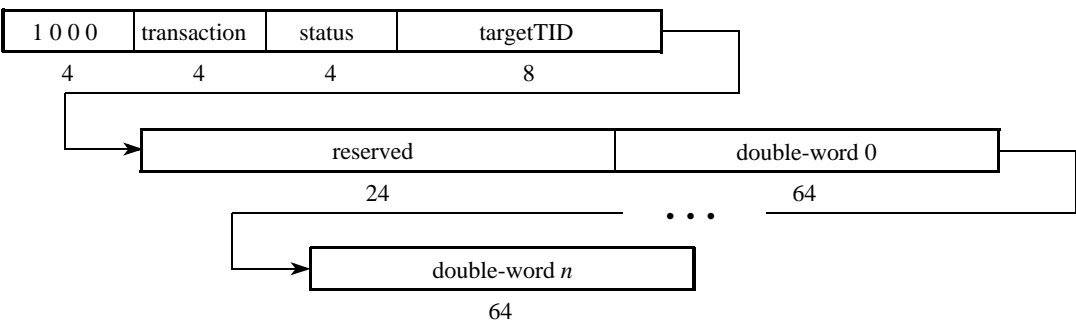 1 0 0 0 transaction status targetTID
4 4 4 8
reserved double-word 0
24 64
• • •
double-word n
64